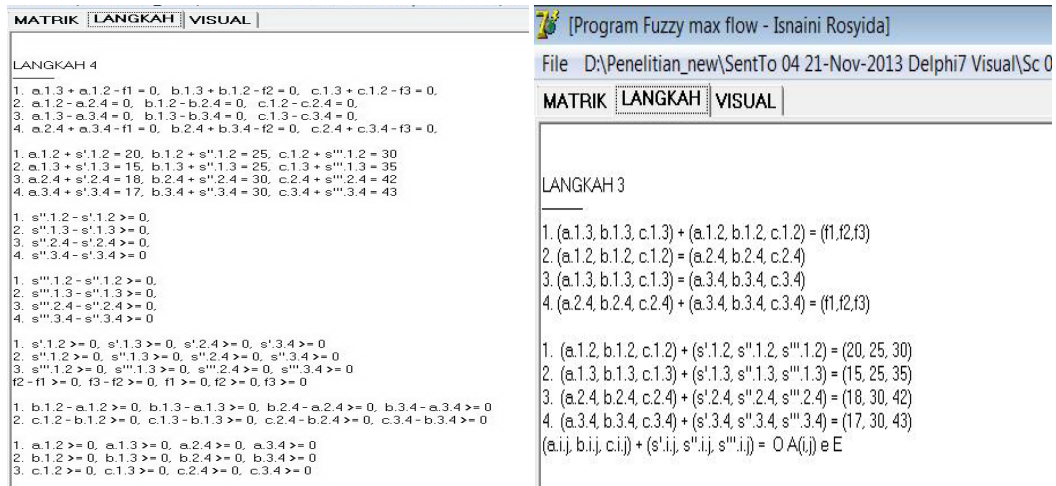 MATRIK LANGKAH VISUAL
LANGKAH 4
1. a.1.3 + a.1.2 - f1 = 0, b.1.3 + b.1.2 - f2 = 0, c.1.3 + c.1.2 - f3 = 0,
2. a.1.2 - a.2.4 = 0, b.1.2 - b.2.4 = 0, c.1.2 - c.2.4 = 0,
3. a.1.3 - a.3.4 = 0, b.1.3 - b.3.4 = 0, c.1.3 - c.3.4 = 0,
4. a.2.4 + a.3.4 - f1 = 0, b.2.4 + b.3.4 - f2 = 0, c.2.4 + c.3.4 - f3 = 0,
1. a.1.2 + s'.1.2 = 20, b.1.2 + s''.1.2 = 25, c.1.2 + s'''.1.2 = 30
2. a.1.3 + s'.1.3 = 15, b.1.3 + s''.1.3 = 25, c.1.3 + s'''.1.3 = 35
3. a.2.4 + s'.2.4 = 18, b.2.4 + s''.2.4 = 30, c.2.4 + s'''.2.4 = 42
4. a.3.4 + s'.3.4 = 17, b.3.4 + s''.3.4 = 30, c.3.4 + s'''.3.4 = 43
1. s''.1.2 - s'.1.2 >= 0,
2. s''.1.3 - s'.1.3 >= 0,
3. s''.2.4 - s'.2.4 >= 0,
4. s''.3.4 - s'.3.4 >= 0
1. s'''.1.2 - s''.1.2 >= 0,
2. s'''.1.3 - s''.1.3 >= 0,
3. s'''.2.4 - s''.2.4 >= 0,
4. s'''.3.4 - s''.3.4 >= 0
1. s'.1.2 >= 0, s'.1.3 >= 0, s'.2.4 >= 0, s'.3.4 >= 0
2. s''.1.2 >= 0, s''.1.3 >= 0, s''.2.4 >= 0, s''.3.4 >= 0
3. s'''.1.2 >= 0, s'''.1.3 >= 0, s'''.2.4 >= 0, s'''.3.4 >= 0
f2 - f1 >= 0, f3 - f2 >= 0, f1 >= 0, f2 >= 0, f3 >= 0
1. b.1.2 - a.1.2 >= 0, b.1.3 - a.1.3 >= 0, b.2.4 - a.2.4 >= 0, b.3.4 - a.3.4 >= 0
2. c.1.2 - b.1.2 >= 0, c.1.3 - b.1.3 >= 0, c.2.4 - b.2.4 >= 0, c.3.4 - b.3.4 >= 0
1. a.1.2 >= 0, a.1.3 >= 0, a.2.4 >= 0, a.3.4 >= 0
2. b.1.2 >= 0, b.1.3 >= 0, b.2.4 >= 0, b.3.4 >= 0
3. c.1.2 >= 0, c.1.3 >= 0, c.2.4 >= 0, c.3.4 >= 0
[Program Fuzzy max flow - Isnaini Rosyida]
File D:\Penelitian_new\SentTo 04 21-Nov-2013 Delphi7 Visual\Sc 0
MATRIK LANGKAH VISUAL
LANGKAH 3
1. (a.1.3, b.1.3, c.1.3) + (a.1.2, b.1.2, c.1.2) = (f1,f2,f3)
2. (a.1.2, b.1.2, c.1.2) = (a.2.4, b.2.4, c.2.4)
3. (a.1.3, b.1.3, c.1.3) = (a.3.4, b.3.4, c.3.4)
4. (a.2.4, b.2.4, c.2.4) + (a.3.4, b.3.4, c.3.4) = (f1,f2,f3)
1. (a.1.2, b.1.2, c.1.2) + (s'.1.2, s''.1.2, s'''.1.2) = (20, 25, 30)
2. (a.1.3, b.1.3, c.1.3) + (s'.1.3, s''.1.3, s'''.1.3) = (15, 25, 35)
3. (a.2.4, b.2.4, c.2.4) + (s'.2.4, s''.2.4, s'''.2.4) = (18, 30, 42)
4. (a.3.4, b.3.4, c.3.4) + (s'.3.4, s''.3.4, s'''.3.4) = (17, 30, 43)
(a.i.j, b.i.j, c.i.j) + (s'.i.j, s''.i.j, s'''.i.j) = O A(i,j) e E